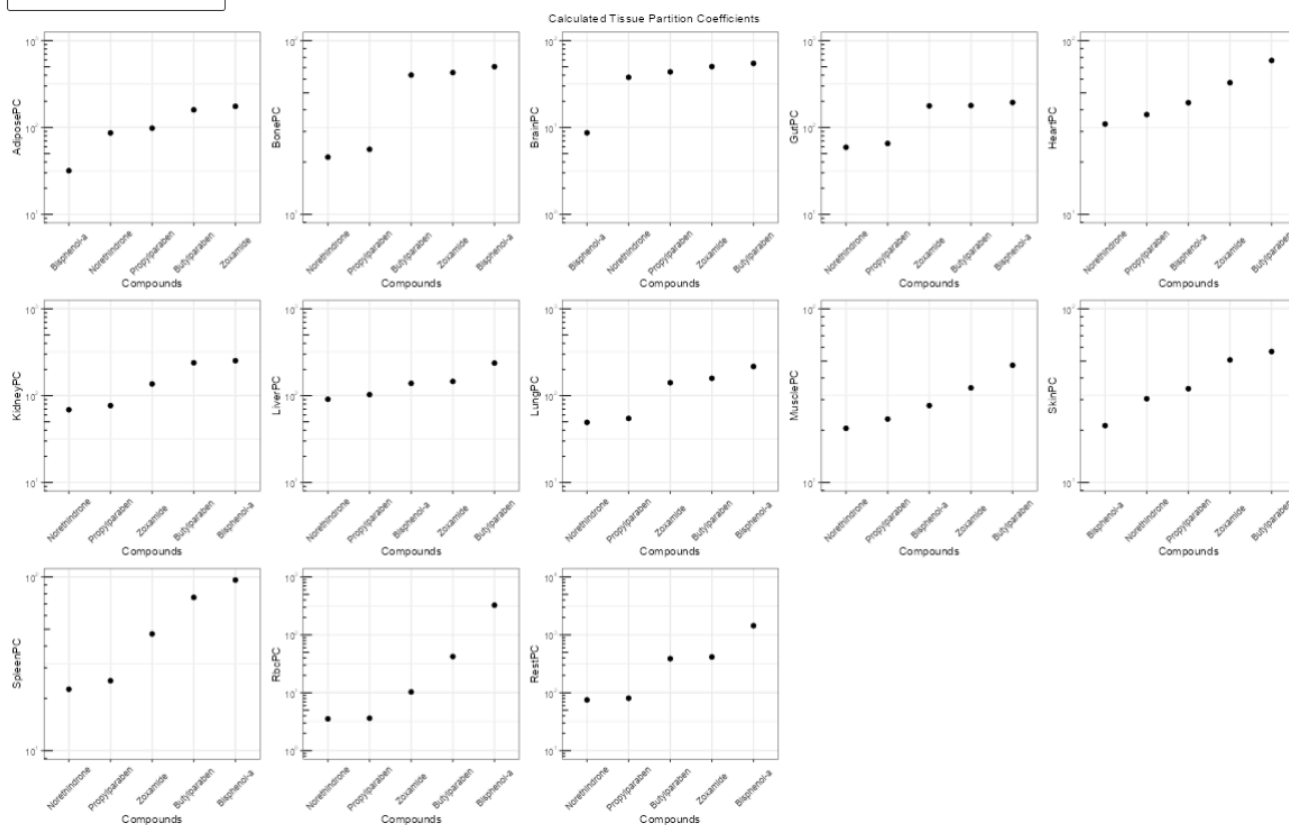 Calculated Tissue Partition Coefficients
AdiposePC
Bisphenol-a
Norethindrone
Propylparaben
Butylparaben
Zoxamide
Compounds
BonePC
Norethindrone
Propylparaben
Butylparaben
Zoxamide
Bisphenol-a
Compounds
BrainPC
Bisphenol-a
Norethindrone
Propylparaben
Zoxamide
Butylparaben
Compounds
GutPC
Norethindrone
Propylparaben
Zoxamide
Butylparaben
Bisphenol-a
Compounds
HeartPC
Norethindrone
Propylparaben
Bisphenol-a
Zoxamide
Butylparaben
Compounds
KidneyPC
Norethindrone
Propylparaben
Zoxamide
Butylparaben
Bisphenol-a
Compounds
LiverPC
Norethindrone
Propylparaben
Bisphenol-a
Zoxamide
Butylparaben
Compounds
LungPC
Norethindrone
Propylparaben
Zoxamide
Butylparaben
Bisphenol-a
Compounds
MusclePC
Norethindrone
Propylparaben
Bisphenol-a
Zoxamide
Butylparaben
Compounds
SkinPC
Bisphenol-a
Norethindrone
Propylparaben
Zoxamide
Butylparaben
Compounds
SpleenPC
Norethindrone
Propylparaben
Zoxamide
Butylparaben
Bisphenol-a
Compounds
RbcPC
Norethindrone
Propylparaben
Zoxamide
Butylparaben
Bisphenol-a
Compounds
RestPC
Norethindrone
Propylparaben
Butylparaben
Zoxamide
Bisphenol-a
Compounds